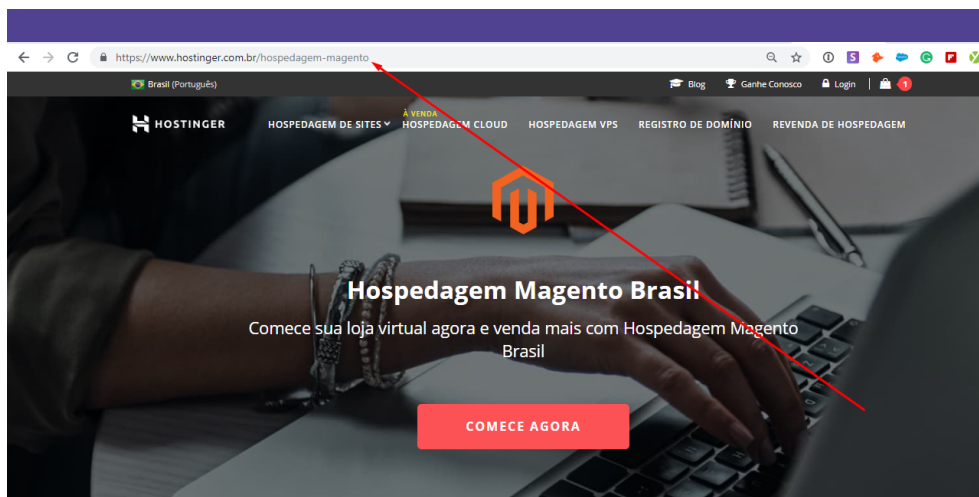 https://www.hostinger.com.br/hospedagem-magento
Brasil (Português)
Blog
Ganhe Conosco
Login
1
HOSTINGER
HOSPEDAGEM DE SITES
À VENDA
HOSPEDAGEM CLOUD
HOSPEDAGEM VPS
REGISTRO DE DOMÍNIO
REVENDA DE HOSPEDAGEM
Hospedagem Magento Brasil
Comece sua loja virtual agora e venda mais com Hospedagem Magento
Brasil
COMECE AGORA